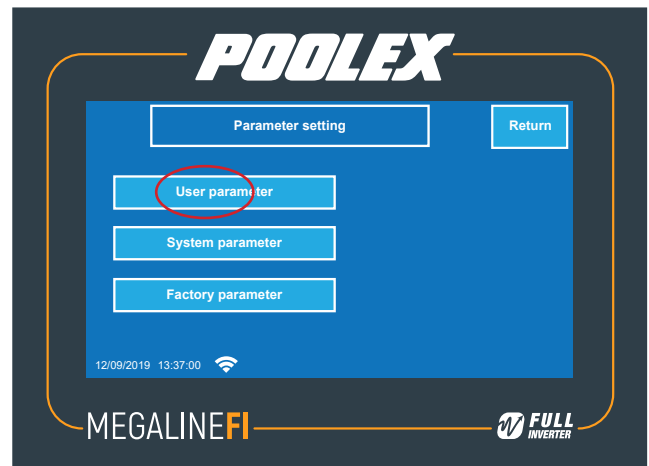 POOLEX
Parameter setting
Return
User parameter
System parameter
Factory parameter
12/09/2019 13:37:00
MEGALINEFI
FULL
INVERTER